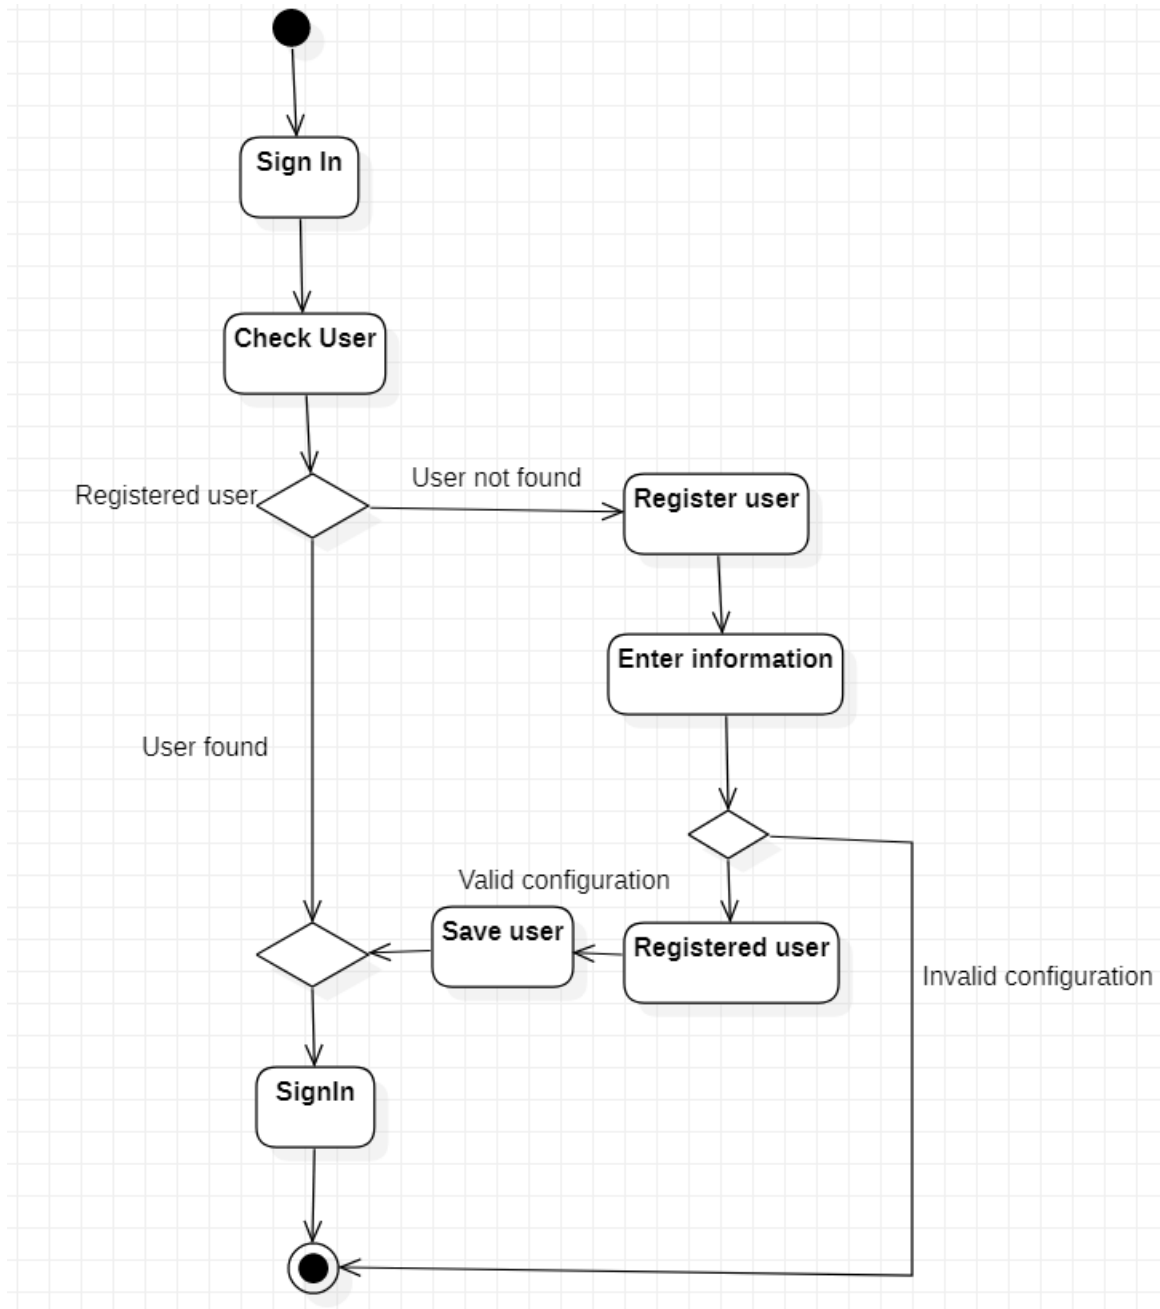 Sign In
Check User
Registered user
User not found
Register user
Enter information
User found
Valid configuration
Save user
Registered user
Invalid configuration
SignIn